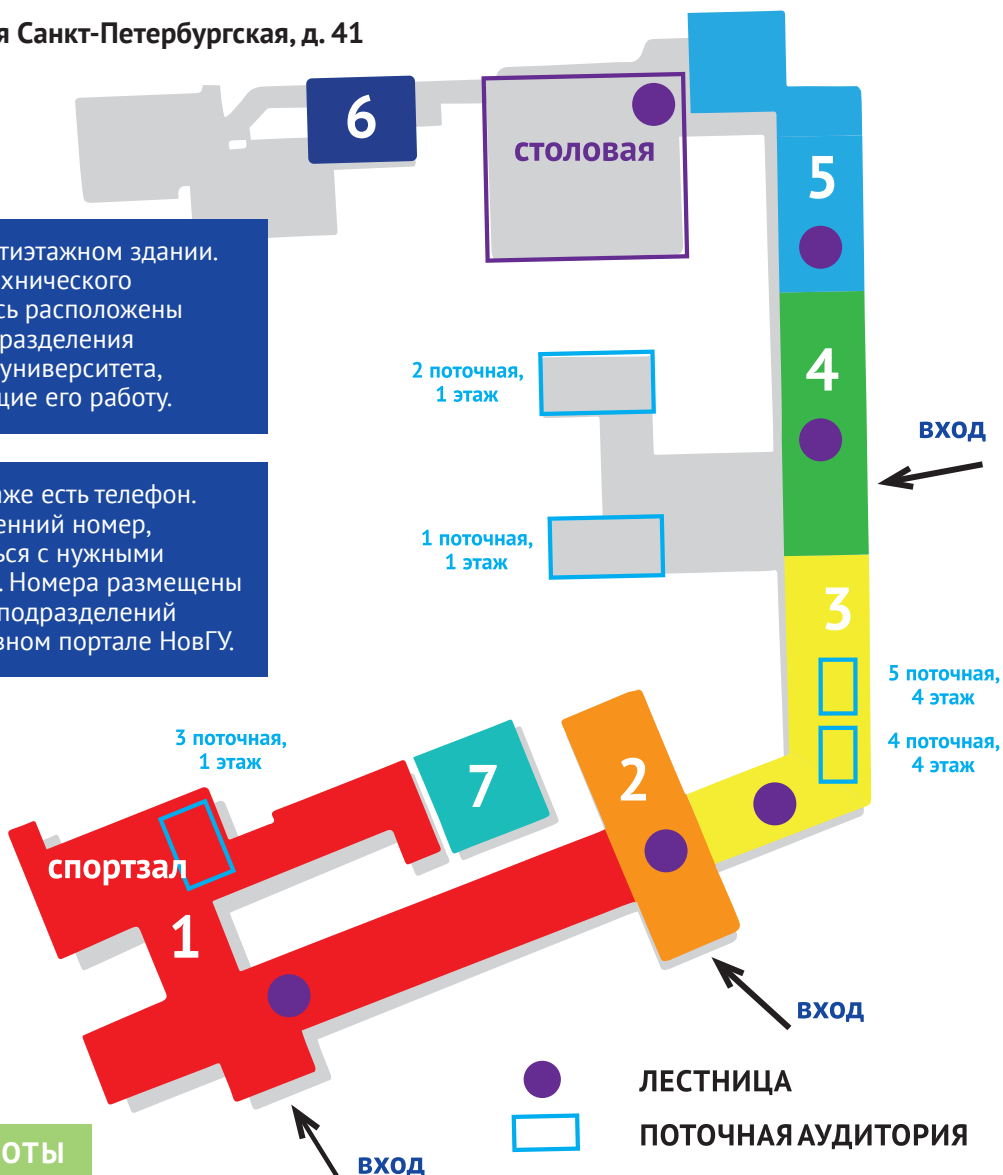 я Санкт-Петербургская, д. 41
6
столовая
5
тиэтажном здании.
хнического
сь расположены
разделения
университета,
щие его работу.
2 поточная,
1 этаж
4
вход
аже есть телефон.
енний номер,
ься с нужными
. Номера размещены
подразделений
вном портале НовГУ.
1 поточная,
1 этаж
3
5 поточная,
4 этаж
4 поточная,
4 этаж
3 поточная,
1 этаж
7
2
спортзал
1
вход
ЛЕСТНИЦА
ПОТОЧНАЯ АУДИТОРИЯ
ОТЫ
вход